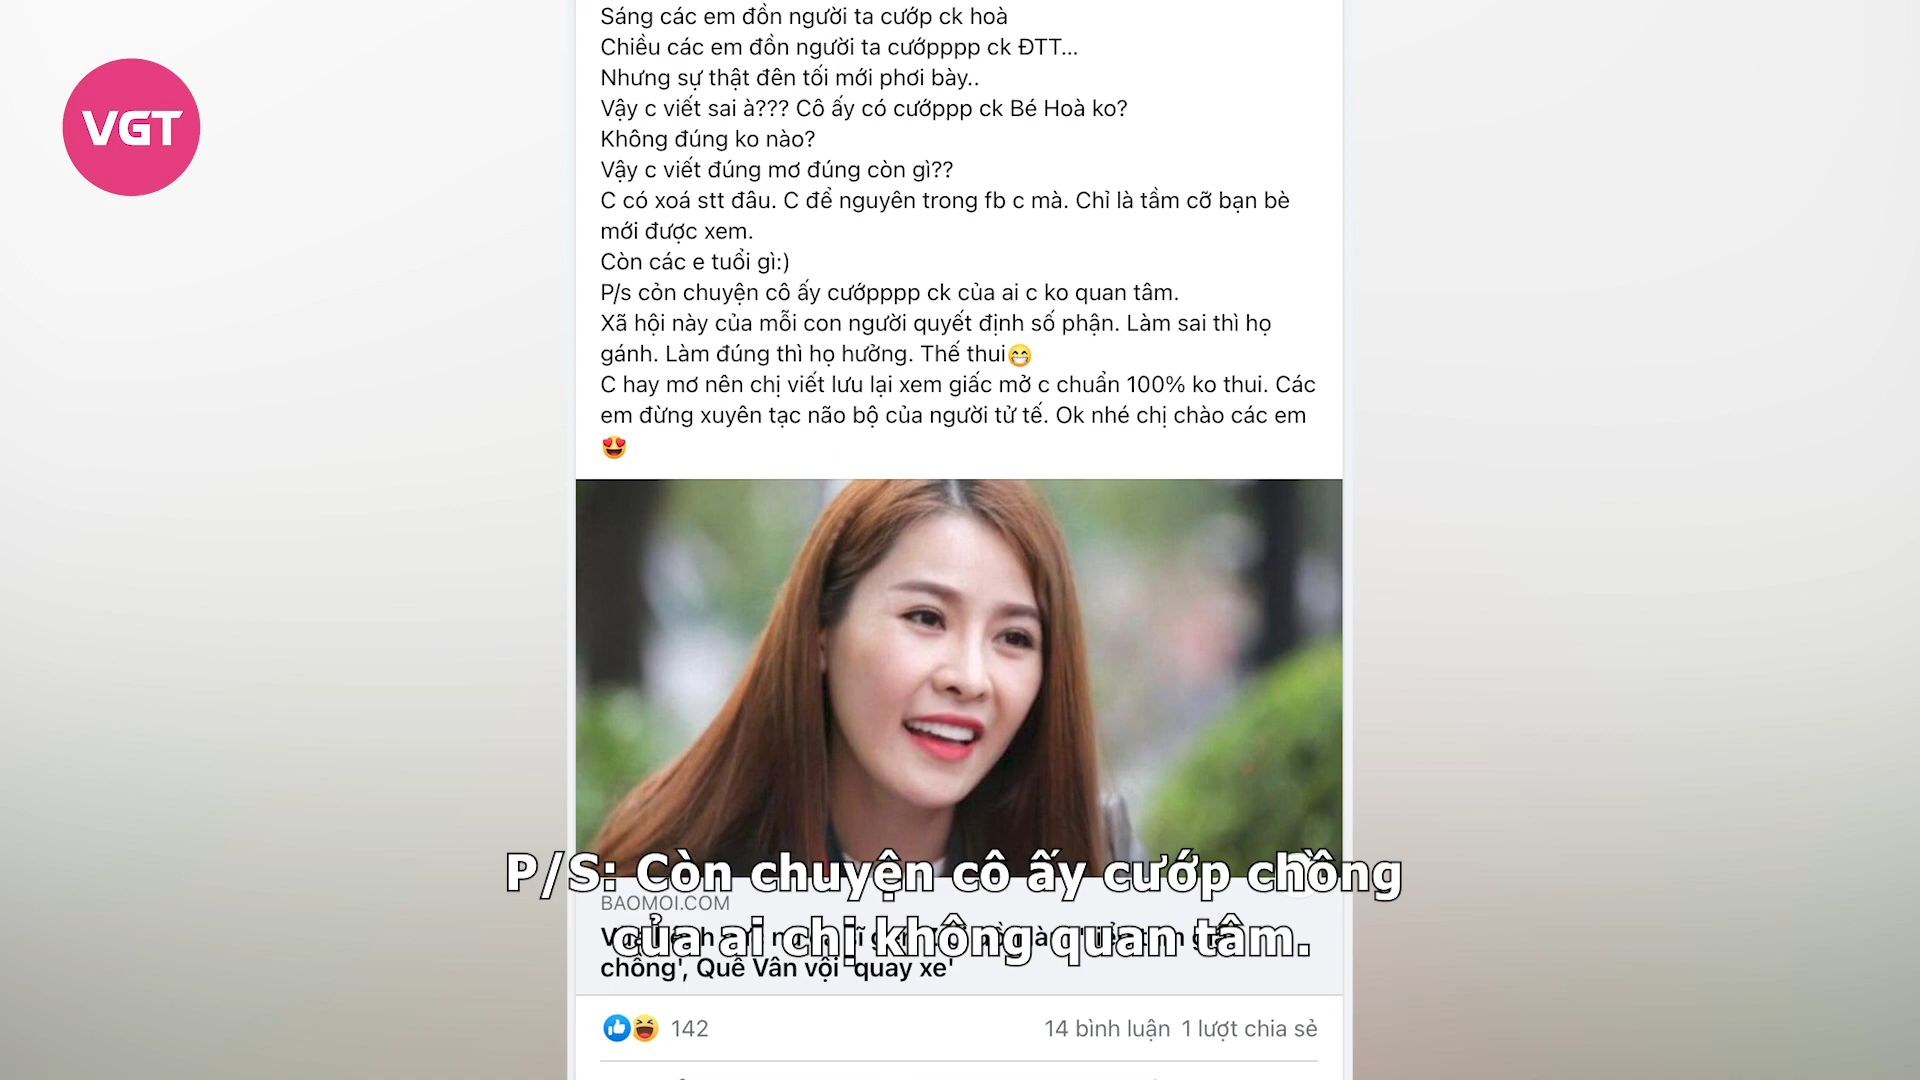 VGT
Sáng các em đồn người ta cướp ck hoà
Chiều các em đồn người ta cướpppp ck ĐTT...
Nhưng sự thật đên tối mới phơi bày..
Vậy c viết sai à??? Cô ấy có cướppp ck Bé Hoà ko?
Không đúng ko nào?
Vậy c viết đúng mơ đúng còn gì??
C có xoá stt đâu. C để nguyên trong fb c mà. Chỉ là tầm cỡ bạn bè
mới được xem.
Còn các e tuổi gì:)
P/s cỏn chuyện cô ấy cướpppp ck của ai c ko quan tâm.
Xã hội này của mỗi con người quyết định số phận. Làm sai thì họ
gánh. Làm đúng thì họ hưởng. Thế thui😁
C hay mơ nên chị viết lưu lại xem giấc mở c chuẩn 100% ko thui. Các
em đừng xuyên tạc não bộ của người tử tế. Ok nhé chị chào các em
😍
P/S: Còn chuyện cô ấy cướp chồng
của ai chị không quan tâm.
BAOMOI.COM
chồng', Quế Vân vội 'quay xe'
142
14 bình luận 1 lượt chia sẻ